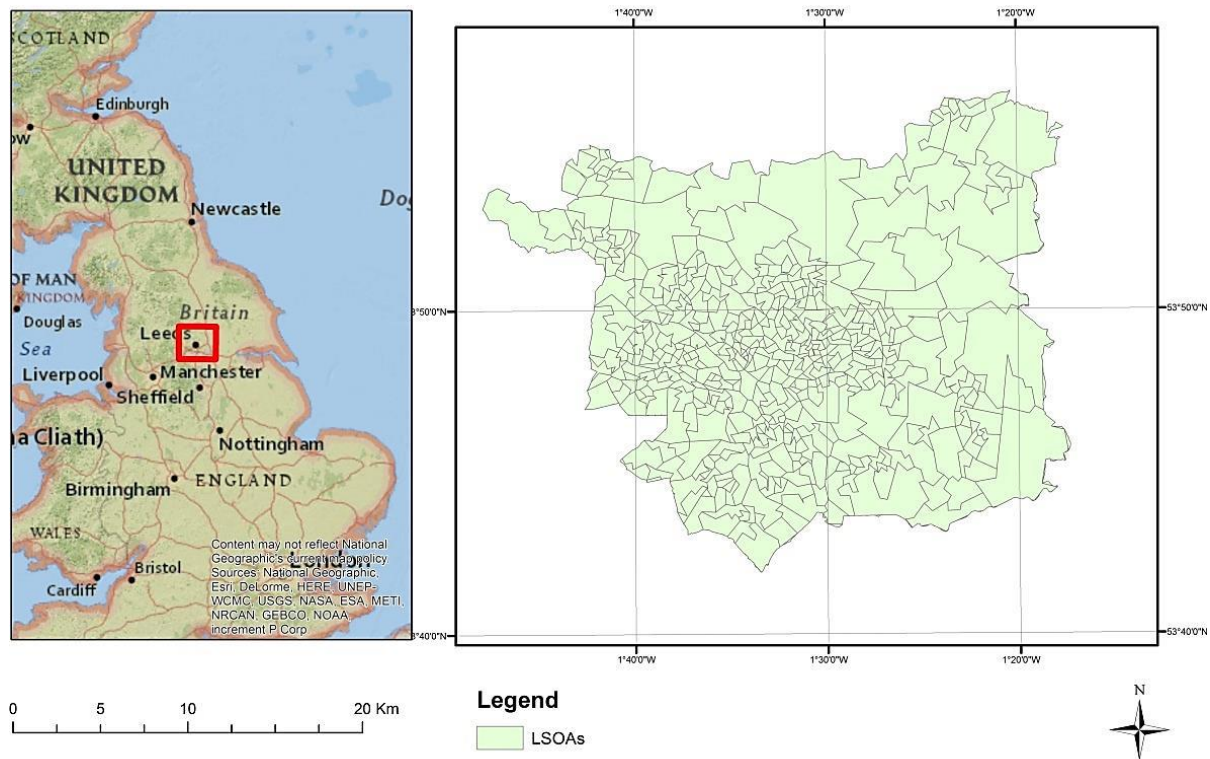 SCOTLAND
Edinburgh
ow
UNITED
KINGDOM
Newcastle
Dog
OF MAN
KINGDOM
Douglas
Britain
Leeds
Sea
Liverpool
Manchester
Sheffield
a Cliath)
Nottingham
Birmingham
ENGLAND
WALES
London
Bristol
Cardiff
Content may not reflect National
Geographic's current map policy.
Sources: National Geographic,
Esri, DeLorme, HERE, UNEP-
WCMC, USGS, NASA, ESA, METI,
NRCAN, GEBCO, NOAA,
increment P Corp
1°40'0"W 1°30'0"W 1°20'0"W
3°50'0"N 53°50'0"N
3°40'0"N 53°40'0"N
1°40'0"W 1°30'0"W 1°20'0"W
0 5 10 20 Km
Legend
LSOAs
N